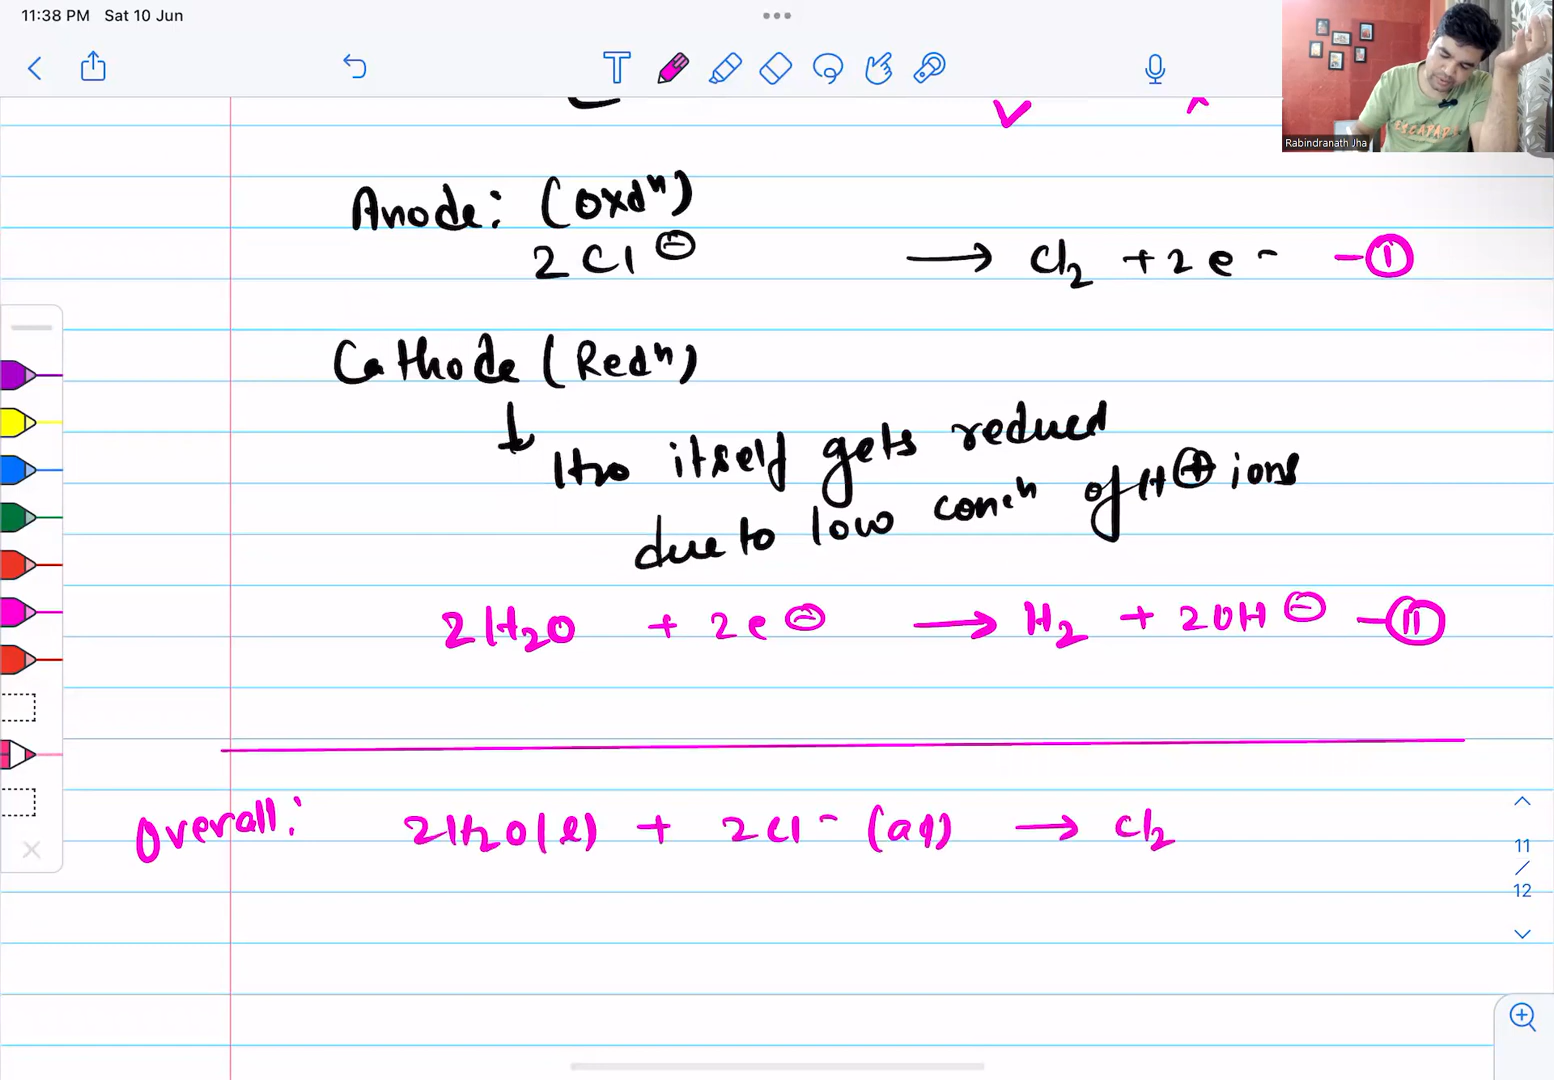 11:38 PM Sat 10 Jun
Rabindranath Jha
ESCAPADE
Anode: (oxdⁿ)
2Cl⊖ ⟶ Cl₂ + 2e⁻ -Ⓘ
Cathode (Redⁿ)
↓ H₂O itself gets reduced
due to low concⁿ of H⊕ ions
2H₂O + 2e⊖ ⟶ H₂ + 2OH⊖ -Ⓘ Ⓘ
Overall: 2H₂O(l) + 2Cl⁻ (aq) → Cl₂
11
/
12